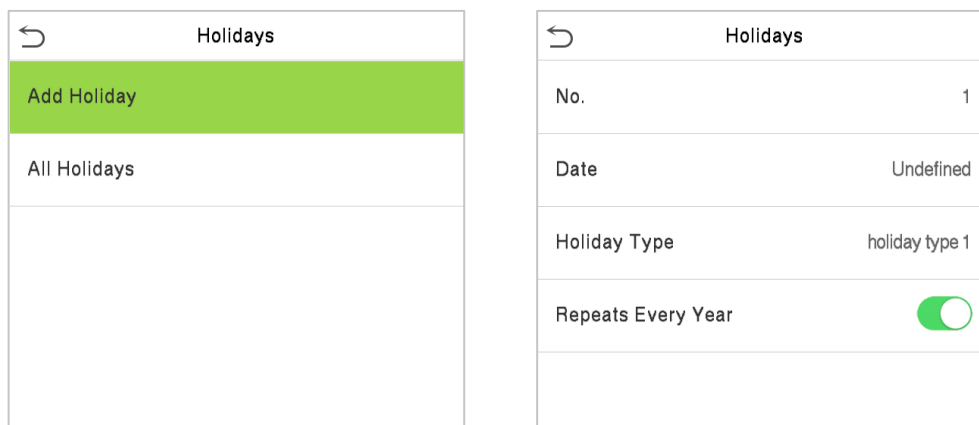 Holidays
Add Holiday
All Holidays
Holidays
No. 1
Date Undefined
Holiday Type holiday type 1
Repeats Every Year